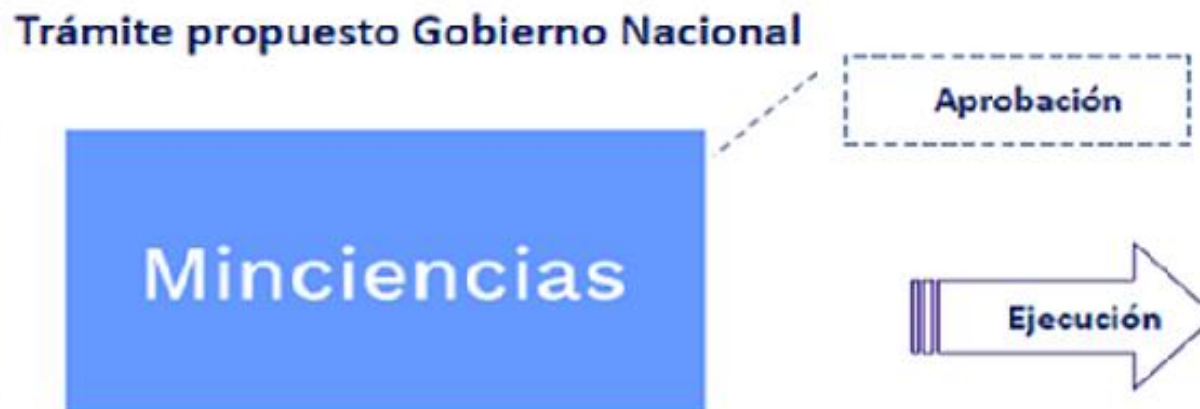 Trámite propuesto Gobierno Nacional
Aprobación
Minciencias
Ejecución